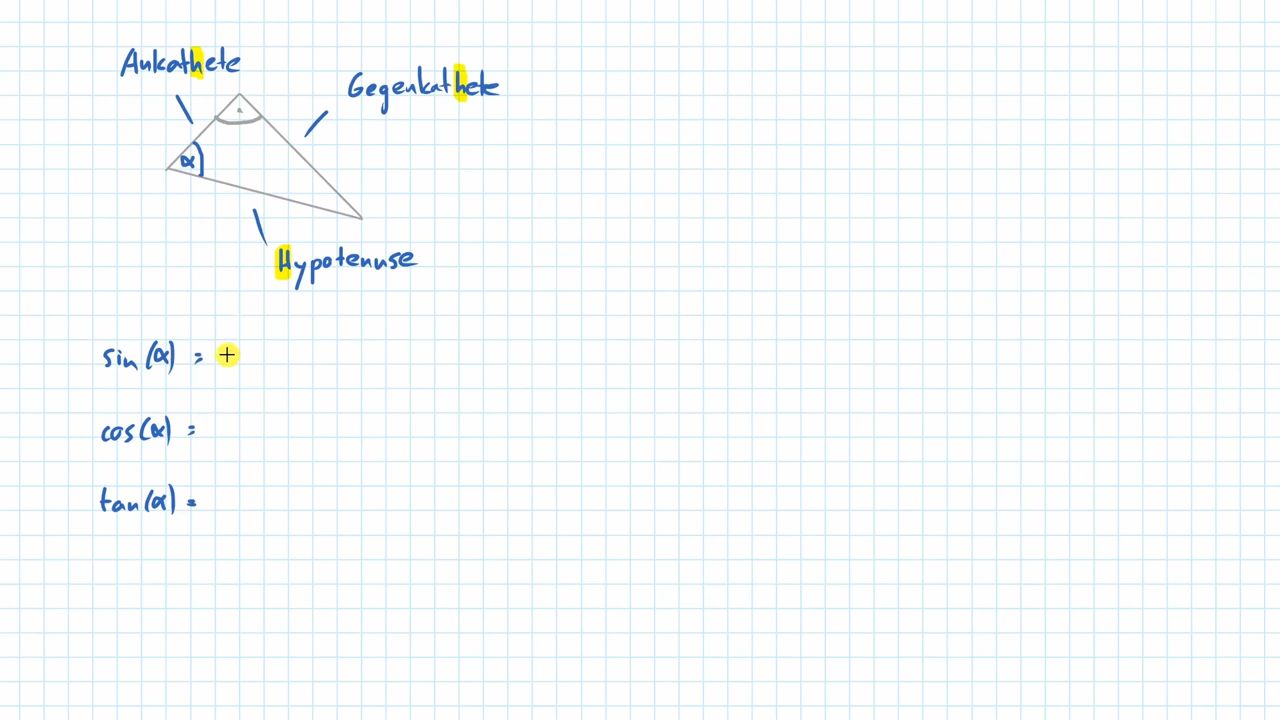 Ankathete
Gegenkathete
α
Hypotenuse
sin(α) =
cos(α) =
tan(α) =